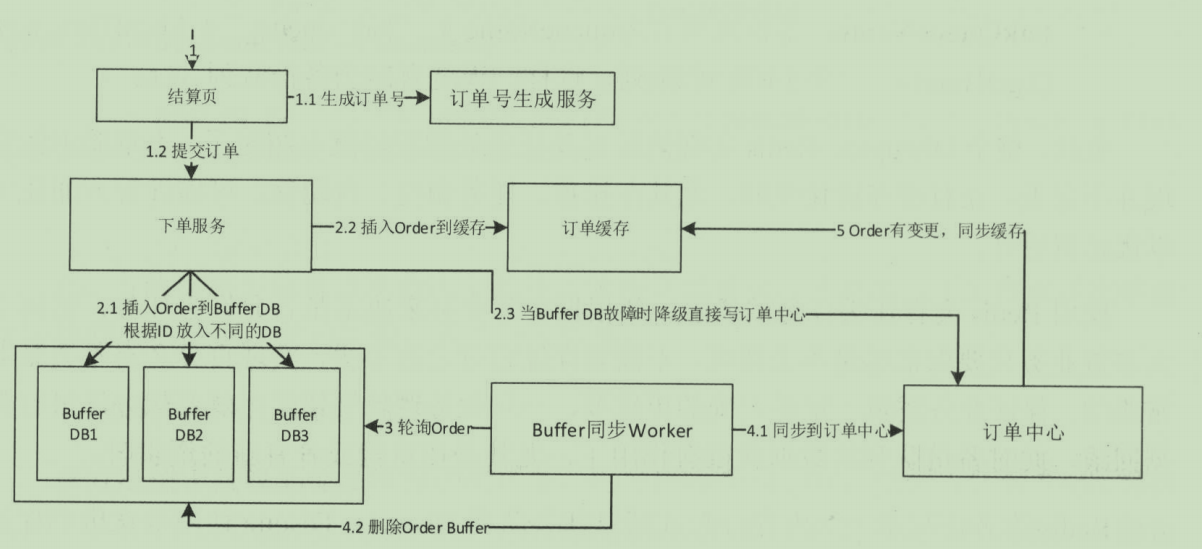 1
结算页
1.1 生成订单号
订单号生成服务
1.2 提交订单
下单服务
2.2 插入Order到缓存
订单缓存
5 Order有变更，同步缓存
2.1 插入Order到Buffer DB
根据ID 放入不同的DB
2.3 当Buffer DB故障时降级直接写订单中心
Buffer
DB1
Buffer
DB2
Buffer
DB3
3 轮询Order
Buffer同步Worker
4.1 同步到订单中心
订单中心
4.2 删除Order Buffer